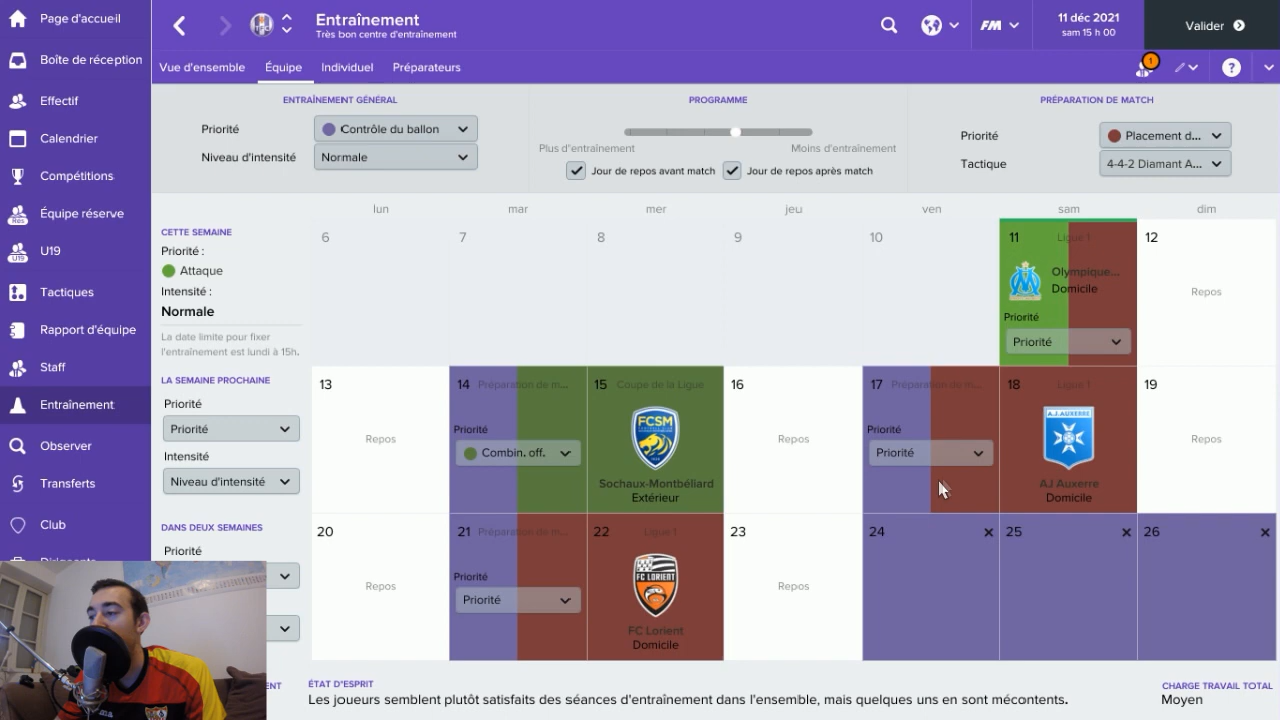 Page d'accueil
Boîte de réception
Effectif
Calendrier
Compétitions
Équipe réserve
U19
Tactiques
Rapport d'équipe
Staff
Entraînement
Observer
Transferts
Club
Entraînement
Très bon centre d'entraînement
FM
11 déc 2021
sam 15 h 00
Valider
Vue d'ensemble Équipe Individuel Préparateurs
1
?
ENTRAÎNEMENT GÉNÉRAL
Priorité Contrôle du ballon
Niveau d'intensité Normale
PROGRAMME
Plus d'entraînement Moins d'entraînement
Jour de repos avant match Jour de repos après match
PRÉPARATION DE MATCH
Priorité Placement d...
Tactique 4-4-2 Diamant A...
lun mar mer jeu ven sam dim
CETTE SEMAINE
Priorité :
Attaque
Intensité :
Normale
La date limite pour fixer
l'entraînement est lundi à 15h.
LA SEMAINE PROCHAINE
Priorité
Priorité
Intensité
Niveau d'intensité
DANS DEUX SEMAINES
Priorité
6 7 8 9 10
11 Ligue 1
Olympique...
Domicile
Priorité
Priorité
12
Repos
13
Repos
14 Préparation de m...
Priorité
Combin. off.
15 Coupe de la Ligue
FCSM
Sochaux-Montbéliard
Extérieur
16
Repos
17 Préparation de m...
Priorité
Priorité
18 Ligue 1
A.J. AUXERRE
AJ Auxerre
Domicile
19
Repos
20
Repos
21 Préparation de m...
Priorité
Priorité
22 Ligue 1
FC LORIENT
FC Lorient
Domicile
23
Repos
24 25 26
ÉTAT D'ESPRIT
Les joueurs semblent plutôt satisfaits des séances d'entraînement dans l'ensemble, mais quelques uns en sont mécontents.
CHARGE TRAVAIL TOTAL
Moyen